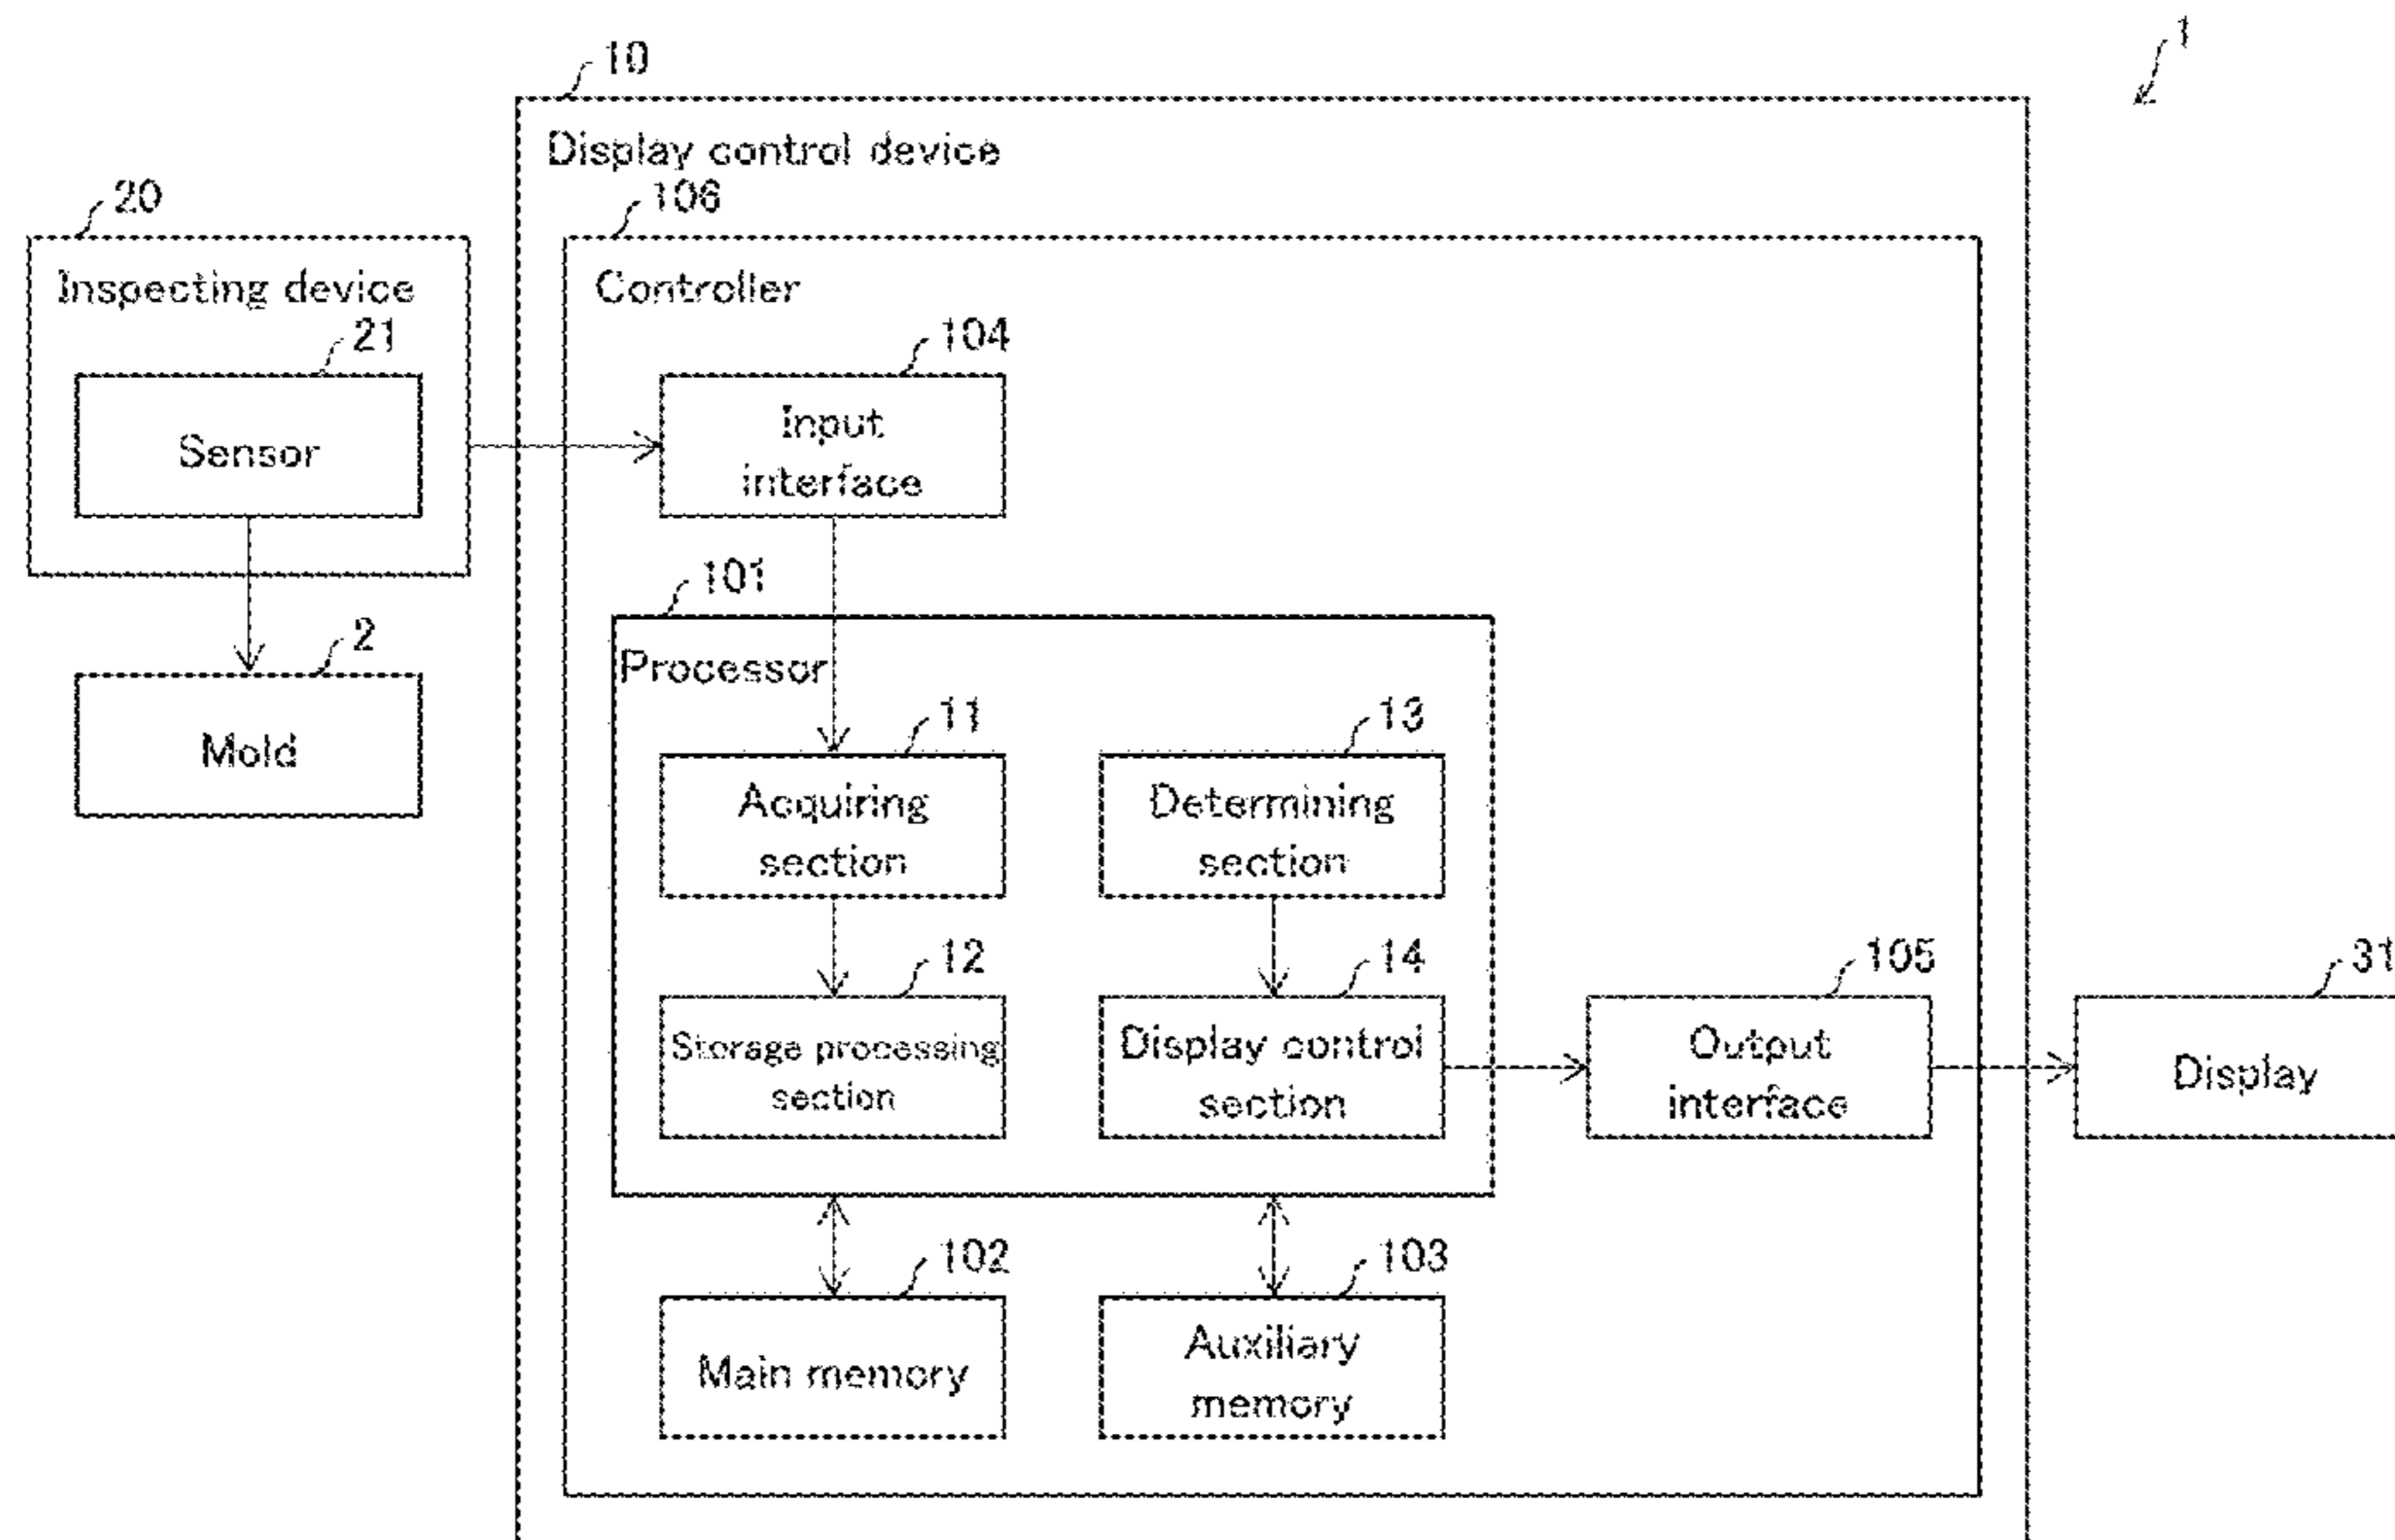 1
10
Display control device
20
106
Inspecting device
Controller
21
104
Sensor
Input
interface
101
2
Processor
Mold
11
13
Acquiring
section
Determining
section
12
14
105
31
Storage processing
section
Display control
section
Output
interface
Display
102
103
Main memory
Auxiliary
memory